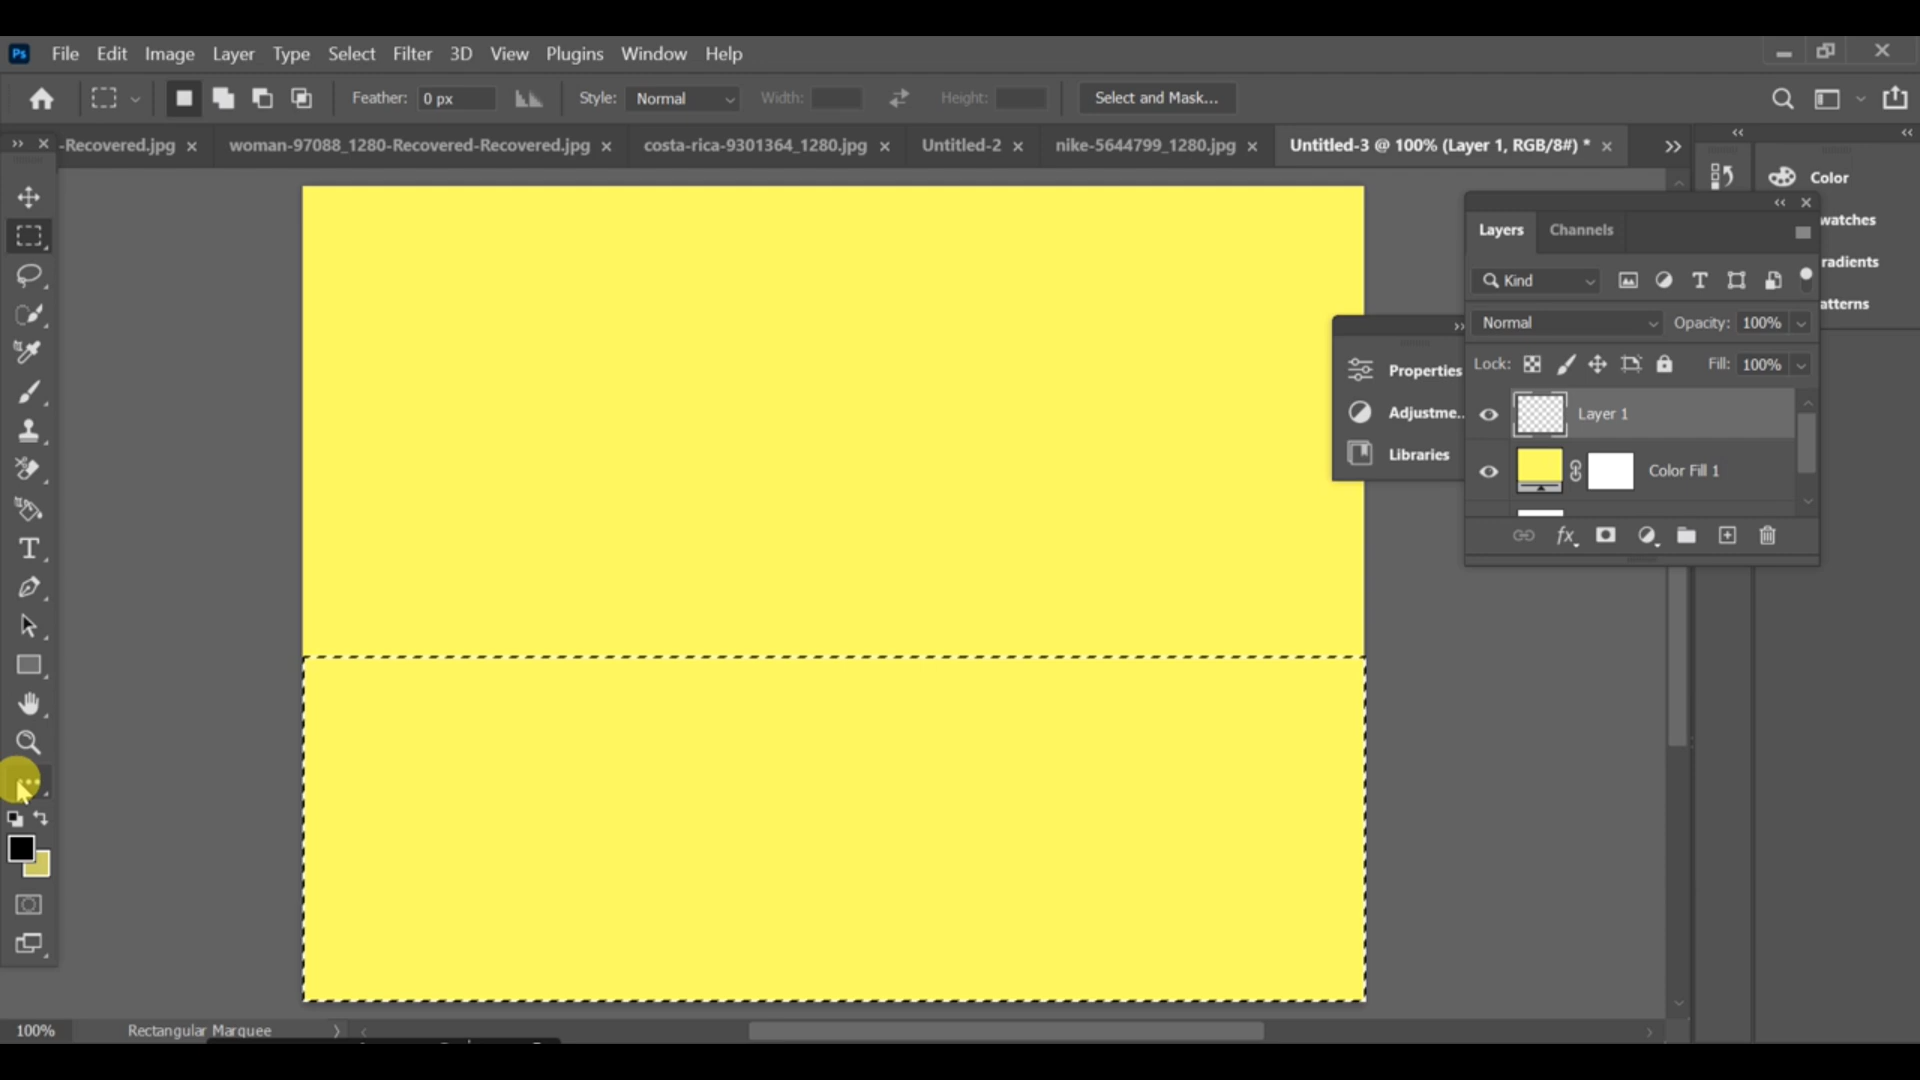 Ps File Edit Image Layer Type Select Filter 3D View Plugins Window Help
Feather: 0 px Style: Normal Width: Height: Select and Mask...
-Recovered.jpg × woman-97088_1280-Recovered-Recovered.jpg × costa-rica-9301364_1280.jpg × Untitled-2 × nike-5644799_1280.jpg × Untitled-3 @ 100% (Layer 1, RGB/8#) * ×
Color
watches
radients
atterns
Layers Channels
Kind
Normal Opacity: 100%
Lock: Fill: 100%
Layer 1
Color Fill 1
fx
Properties
Adjustme...
Libraries
T
100% Rectangular Marquee